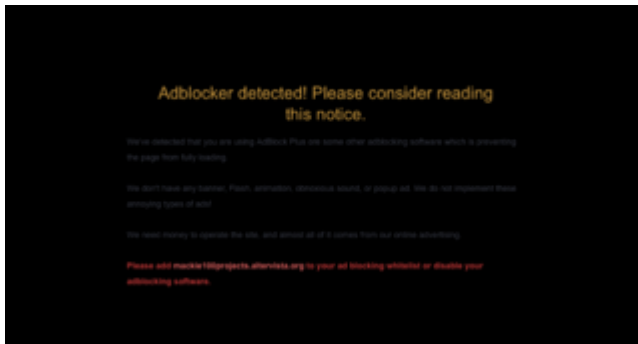 Adblocker detected! Please consider reading
this notice.
We've detected that you are using AdBlock Plus or some other adblocking software which is preventing
the page from fully loading.
We don't have any banner, Flash, animation, obnoxious sound, or popup ad. We do not implement these
annoying types of ads!
We need money to operate the site, and almost all of it comes from our online advertising.
Please add mackie100projects.altervista.org to your ad blocking whitelist or disable your
adblocking software.